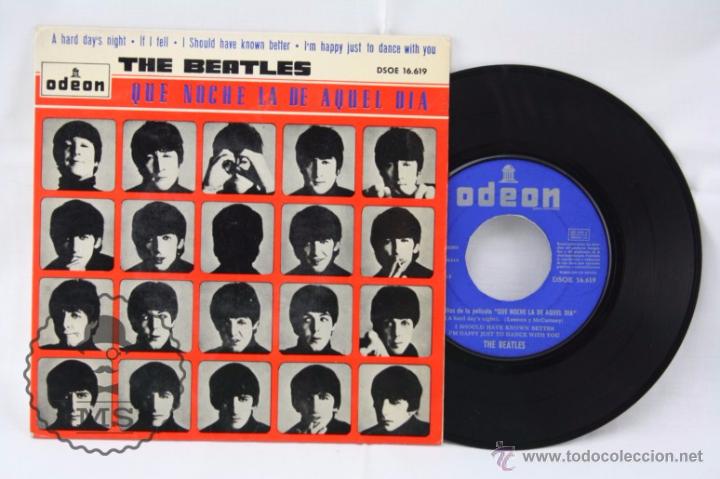 A hard day's night • If I fell • I Should have known better • I'm happy just to dance with you
odeon
THE BEATLES
DSOE 16.619
QUE NOCHE LA DE AQUEL DIA
odeon
DSOE 16.619
de la película "QUE NOCHE LA DE AQUEL DIA"
(A hard day's night). (Lennon y McCartney)
I SHOULD HAVE KNOWN BETTER
I'M HAPPY JUST TO DANCE WITH YOU
THE BEATLES
MS
© www.todocoleccion.net